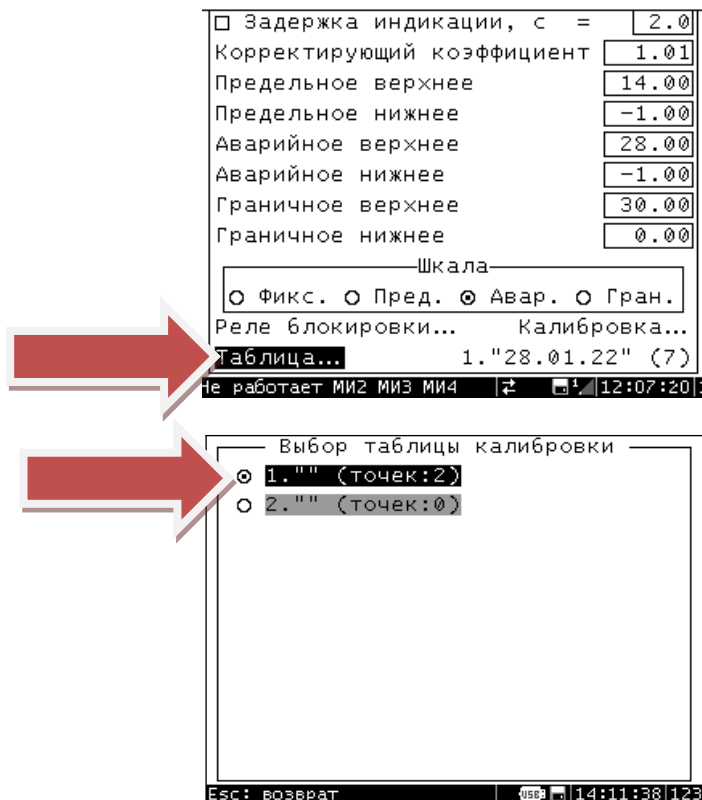 Задержка индикации, с = 2.0
Корректирующий коэффициент 1.01
Предельное верхнее 14.00
Предельное нижнее -1.00
Аварийное верхнее 28.00
Аварийное нижнее -1.00
Граничное верхнее 30.00
Граничное нижнее 0.00
Шкала
Фикс. Пред. Авар. Гран.
Реле блокировки... Калибровка...
Таблица... 1."28.01.22" (7)
Не работает МИ2 МИ3 МИ4 12:07:20
Выбор таблицы калибровки
1."" (точек:2)
2."" (точек:0)
Esc: возврат USB 14:11:38 123